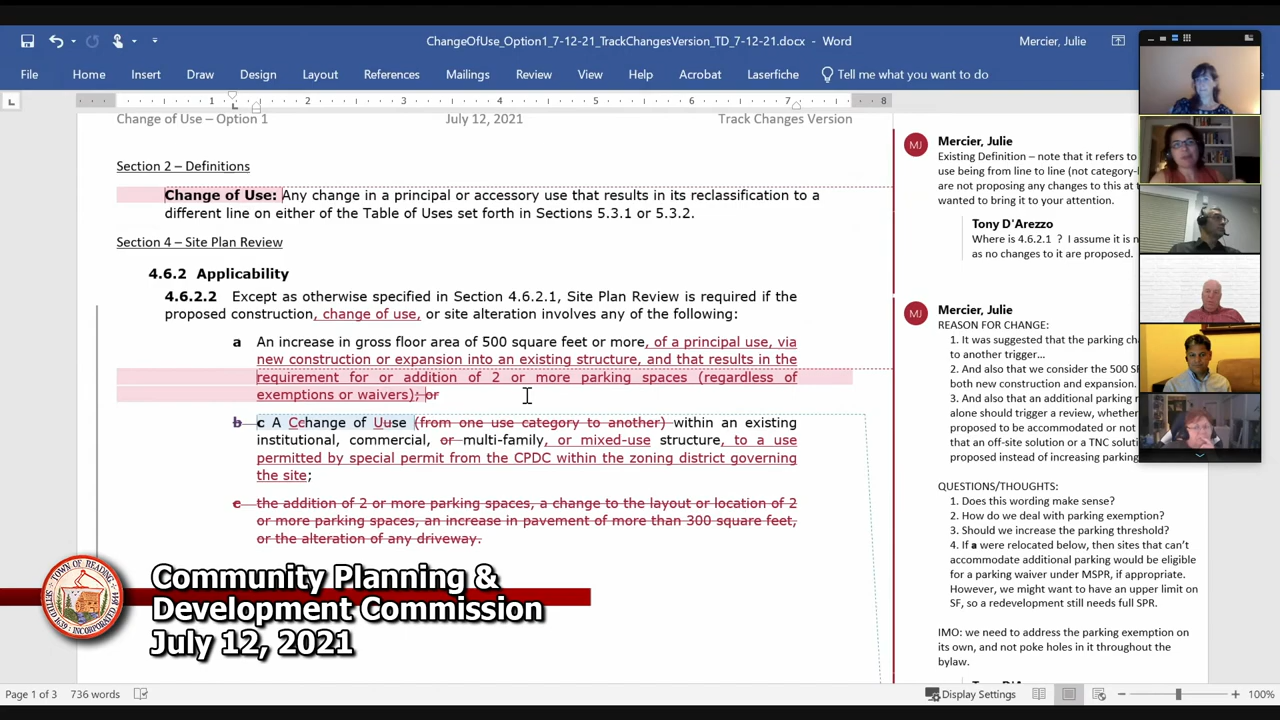 ChangeOfUse_Option1_7-12-21_TrackChangesVersion_TD_7-12-21.docx - Word
Mercier, Julie
File Home Insert Draw Design Layout References Mailings Review View Help Acrobat Laserfiche Tell me what you want to do
1 2 3 4 5 6 7 8
Change of Use – Option 1 July 12, 2021 Track Changes Version
Section 2 – Definitions
Change of Use: Any change in a principal or accessory use that results in its reclassification to a
different line on either of the Table of Uses set forth in Sections 5.3.1 or 5.3.2.
Section 4 – Site Plan Review
4.6.2 Applicability
4.6.2.2 Except as otherwise specified in Section 4.6.2.1, Site Plan Review is required if the
proposed construction, change of use, or site alteration involves any of the following:
a An increase in gross floor area of 500 square feet or more, of a principal use, via
new construction or expansion into an existing structure, and that results in the
requirement for or addition of 2 or more parking spaces (regardless of
exemptions or waivers); or
b c A Cchange of Uuse (from one use category to another) within an existing
institutional, commercial, or multi-family, or mixed-use structure, to a use
permitted by special permit from the CPDC within the zoning district governing
the site;
c the addition of 2 or more parking spaces, a change to the layout or location of 2
or more parking spaces, an increase in pavement of more than 300 square feet,
or the alteration of any driveway.
MJ Mercier, Julie
Existing Definition – note that it refers to
use being from line to line (not category-
are not proposing any changes to this at t
wanted to bring it to your attention.
Tony D'Arezzo
Where is 4.6.2.1 ? I assume it is n
as no changes to it are proposed.
MJ Mercier, Julie
REASON FOR CHANGE:
1. It was suggested that the parking chan
to another trigger...
2. And also that we consider the 500 SF
both new construction and expansion.
3. And also that an additional parking r
alone should trigger a review, whether
proposed to be accommodated or not
that an off-site solution or a TNC soluti
proposed instead of increasing parking
QUESTIONS/THOUGHTS:
1. Does this wording make sense?
2. How do we deal with parking exemption?
3. Should we increase the parking threshold?
4. If a were relocated below, then sites that can't
accommodate additional parking would be eligible
for a parking waiver under MSPR, if appropriate.
However, we might want to have an upper limit on
SF, so a redevelopment still needs full SPR.
IMO: we need to address the parking exemption on
its own, and not poke holes in it throughout the
bylaw.
TOWN OF READING
SETTLED 1639 INCORPORATED
Community Planning &
Development Commission
July 12, 2021
Page 1 of 3 736 words Display Settings 100%